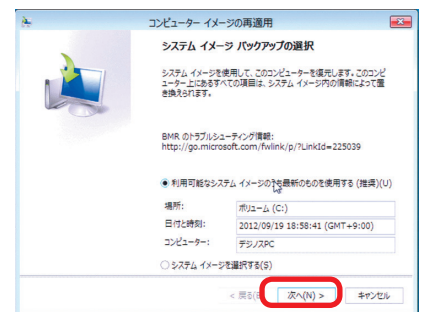 コンピューター イメージの再適用
システム イメージ バックアップの選択
システム イメージを使用して、このコンピューターを復元します。このコンピ
ューター上にあるすべての項目は、システム イメージ内の情報によって置
き換えられます。
BMR のトラブルシューティング情報:
http://go.microsoft.com/fwlink/p/?LinkId=225039
利用可能なシステム イメージのうち最新のものを使用する (推奨)(U)
場所: ボリューム (C:)
日付と時刻: 2012/09/19 18:58:41 (GMT+9:00)
コンピューター: デジノスPC
システム イメージを選択する(S)
< 戻る(B) 次へ(N) > キャンセル